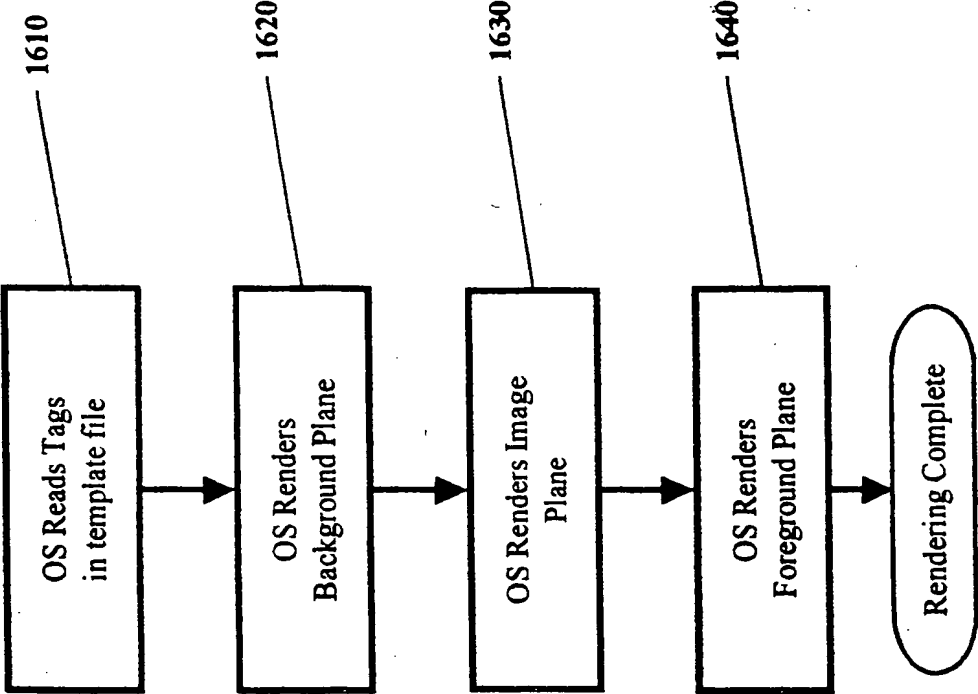 OS Reads Tags
in template file
1610
OS Renders
Background Plane
1620
OS Renders Image
Plane
1630
OS Renders
Foreground Plane
1640
Rendering Complete